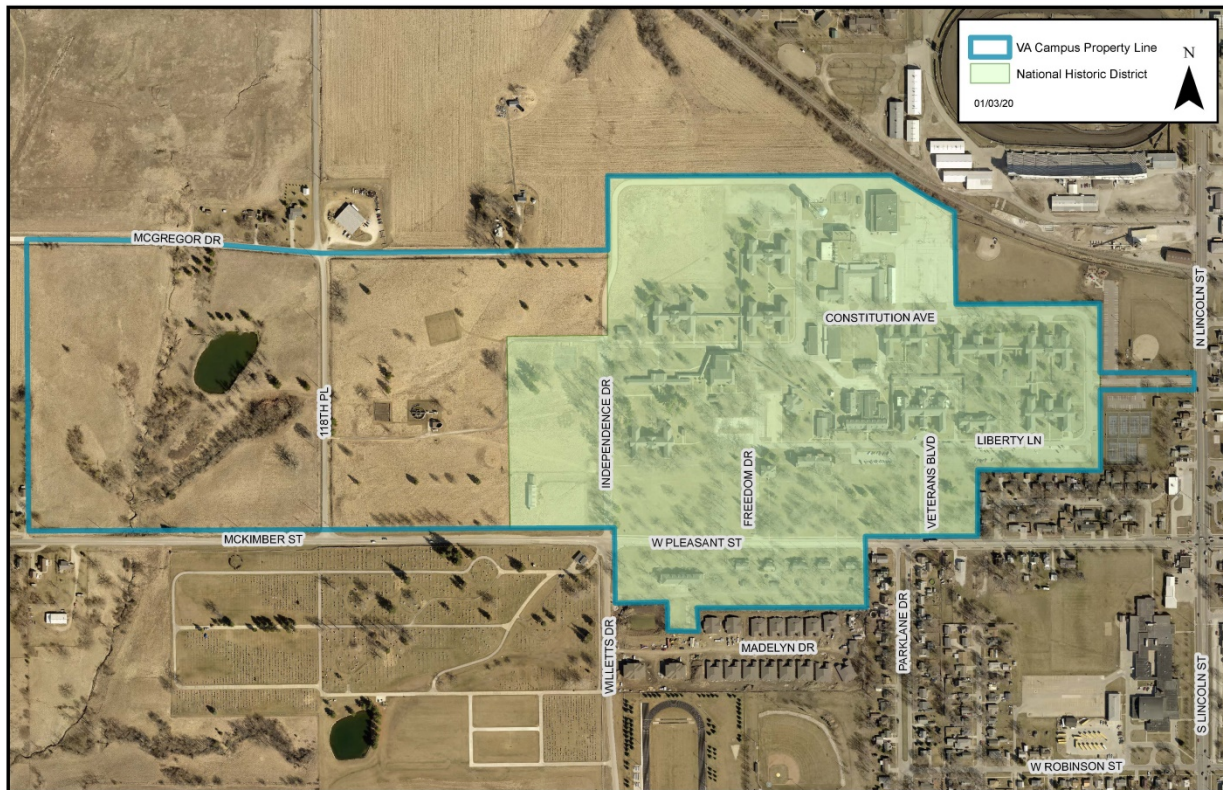 VA Campus Property Line
National Historic District
01/03/20
N
MCGREGOR DR
118TH PL
N LINCOLN ST
CONSTITUTION AVE
INDEPENDENCE DR
FREEDOM DR
VETERANS BLVD
LIBERTY LN
MCKIMBER ST
W PLEASANT ST
WILLETTS DR
MADELYN DR
PARKLANE DR
S LINCOLN ST
W ROBINSON ST